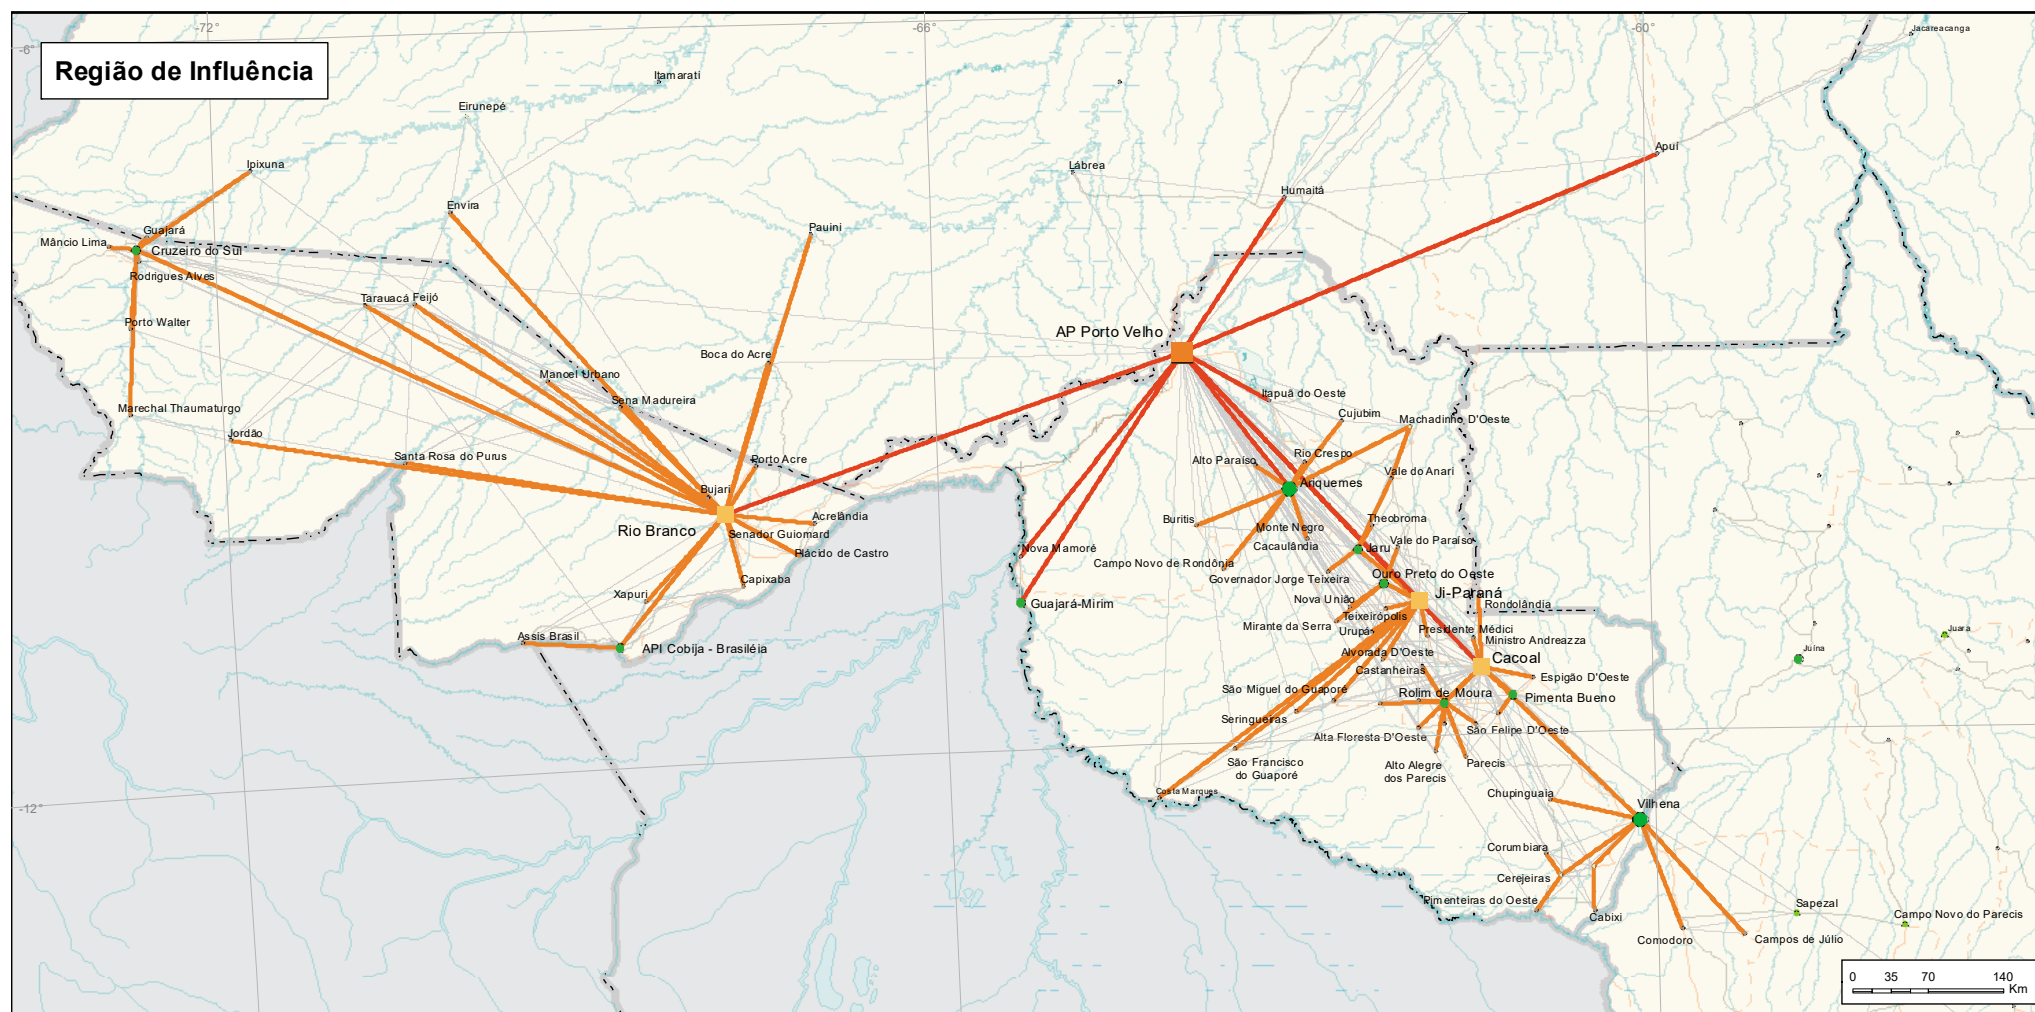 -72°
-66°
-60°
-6°
Jacareacanga
Região de Influência
Itamarati
Eirunepé
Ipixuna
Lábrea
Apuí
Humaitá
Envira
Pauini
Guajará
Mâncio Lima
Cruzeiro do Sul
Rodrigues Alves
Tarauacá
Feijó
Porto Walter
AP Porto Velho
Boca do Acre
Manoel Urbano
Sena Madureira
Itapuã do Oeste
Marechal Thaumaturgo
Cujubim
Machadinho D'Oeste
Jordão
Santa Rosa do Purus
Porto Acre
Alto Paraíso
Rio Crespo
Vale do Anari
Bujari
Ariquemes
Rio Branco
Acrelândia
Senador Guiomard
Buritis
Monte Negro
Theobroma
Plácido de Castro
Nova Mamoré
Cacaulândia
Jaru
Vale do Paraíso
Campo Novo de Rondônia
Capixaba
Governador Jorge Teixeira
Ouro Preto do Oeste
Xapuri
Guajará-Mirim
Nova União
Ji-Paraná
Rondolândia
Teixeirópolis
Mirante da Serra
Urupá
Presidente Médici
Juara
Assis Brasil
API Cobija - Brasiléia
Ministro Andreazza
Juína
Alvorada D'Oeste
Cacoal
Castanheiras
Espigão D'Oeste
São Miguel do Guaporé
Rolim de Moura
Pimenta Bueno
Seringueiras
São Felipe D'Oeste
Alta Floresta D'Oeste
São Francisco
do Guaporé
Alto Alegre
dos Parecis
Parecis
Costa Marques
Chupinguaia
Vilhena
-12°
Corumbiara
Cerejeiras
Pimenteiras do Oeste
Cabixi
Sapezal
Campo Novo do Parecis
Comodoro
Campos de Júlio
0 35 70 140
Km